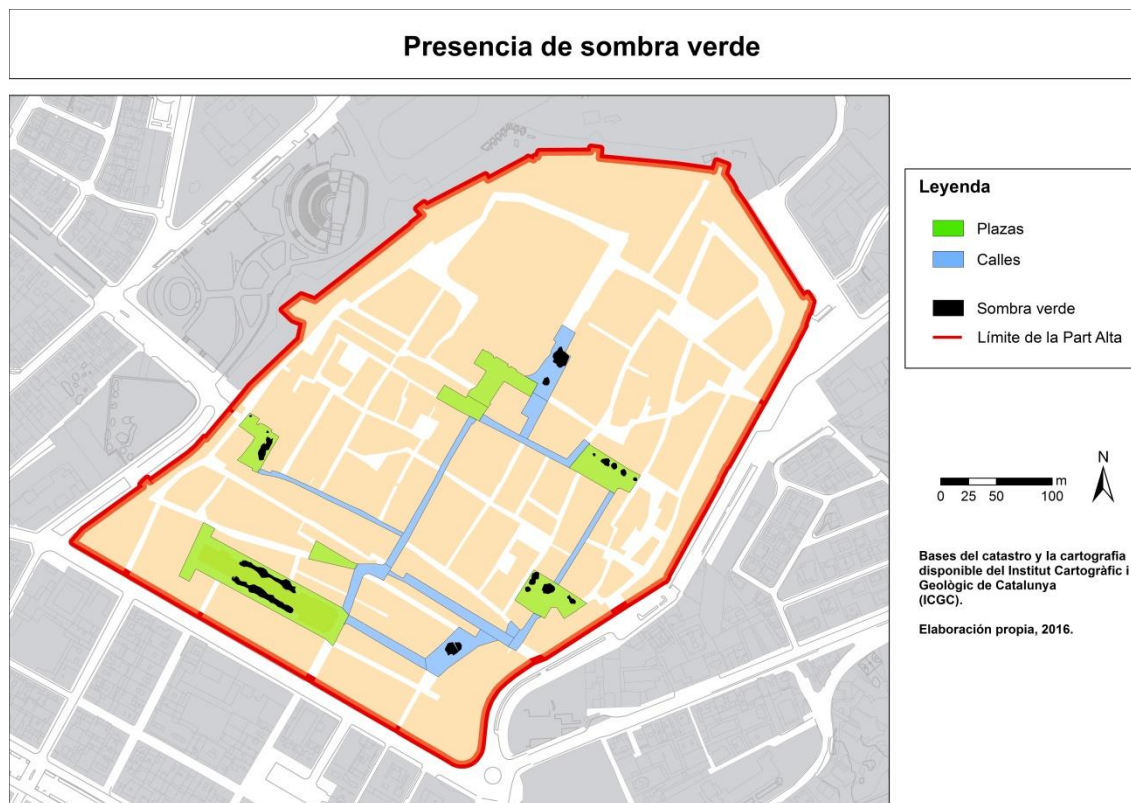 Presencia de sombra verde
Leyenda
Plazas
Calles
Sombra verde
Límite de la Part Alta
N
0 25 50 100 m
Bases del catastro y la cartografia
disponible del Institut Cartogràfic i
Geològic de Catalunya
(ICGC).
Elaboración propia, 2016.